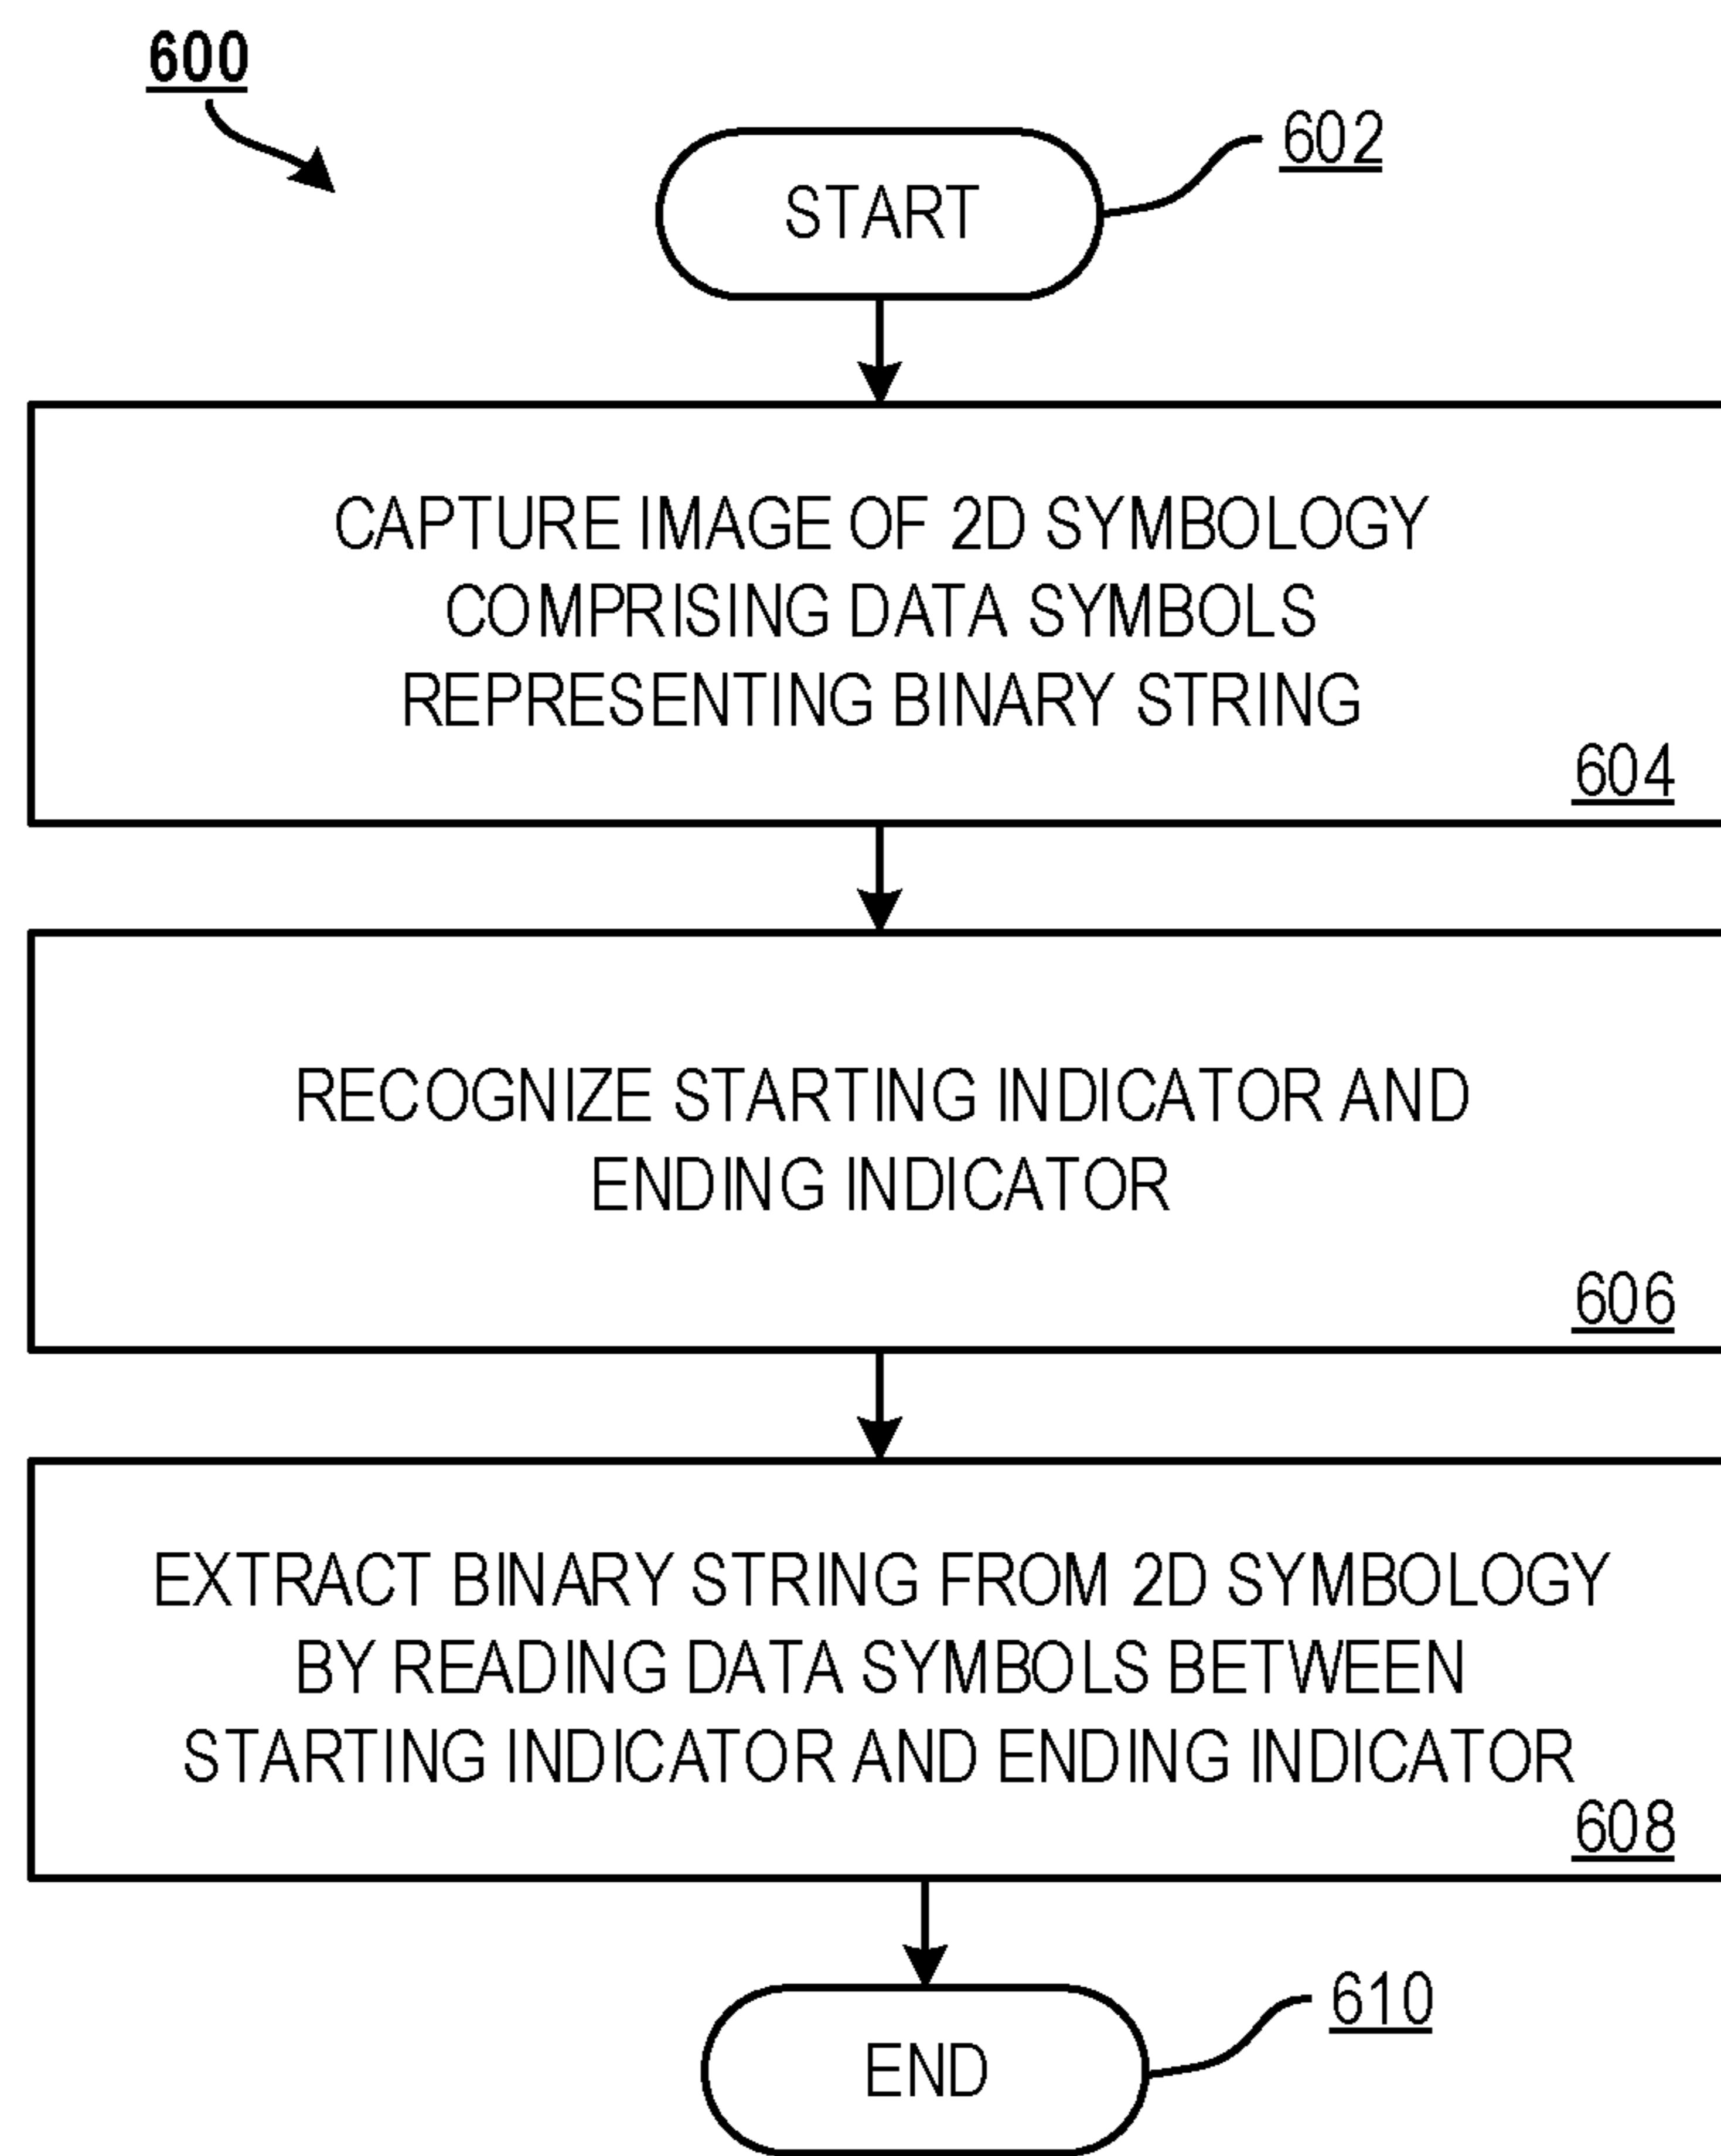 600
602
START
CAPTURE IMAGE OF 2D SYMBOLOGY
COMPRISING DATA SYMBOLS
REPRESENTING BINARY STRING
604
RECOGNIZE STARTING INDICATOR AND
ENDING INDICATOR
606
EXTRACT BINARY STRING FROM 2D SYMBOLOGY
BY READING DATA SYMBOLS BETWEEN
STARTING INDICATOR AND ENDING INDICATOR
608
610
END